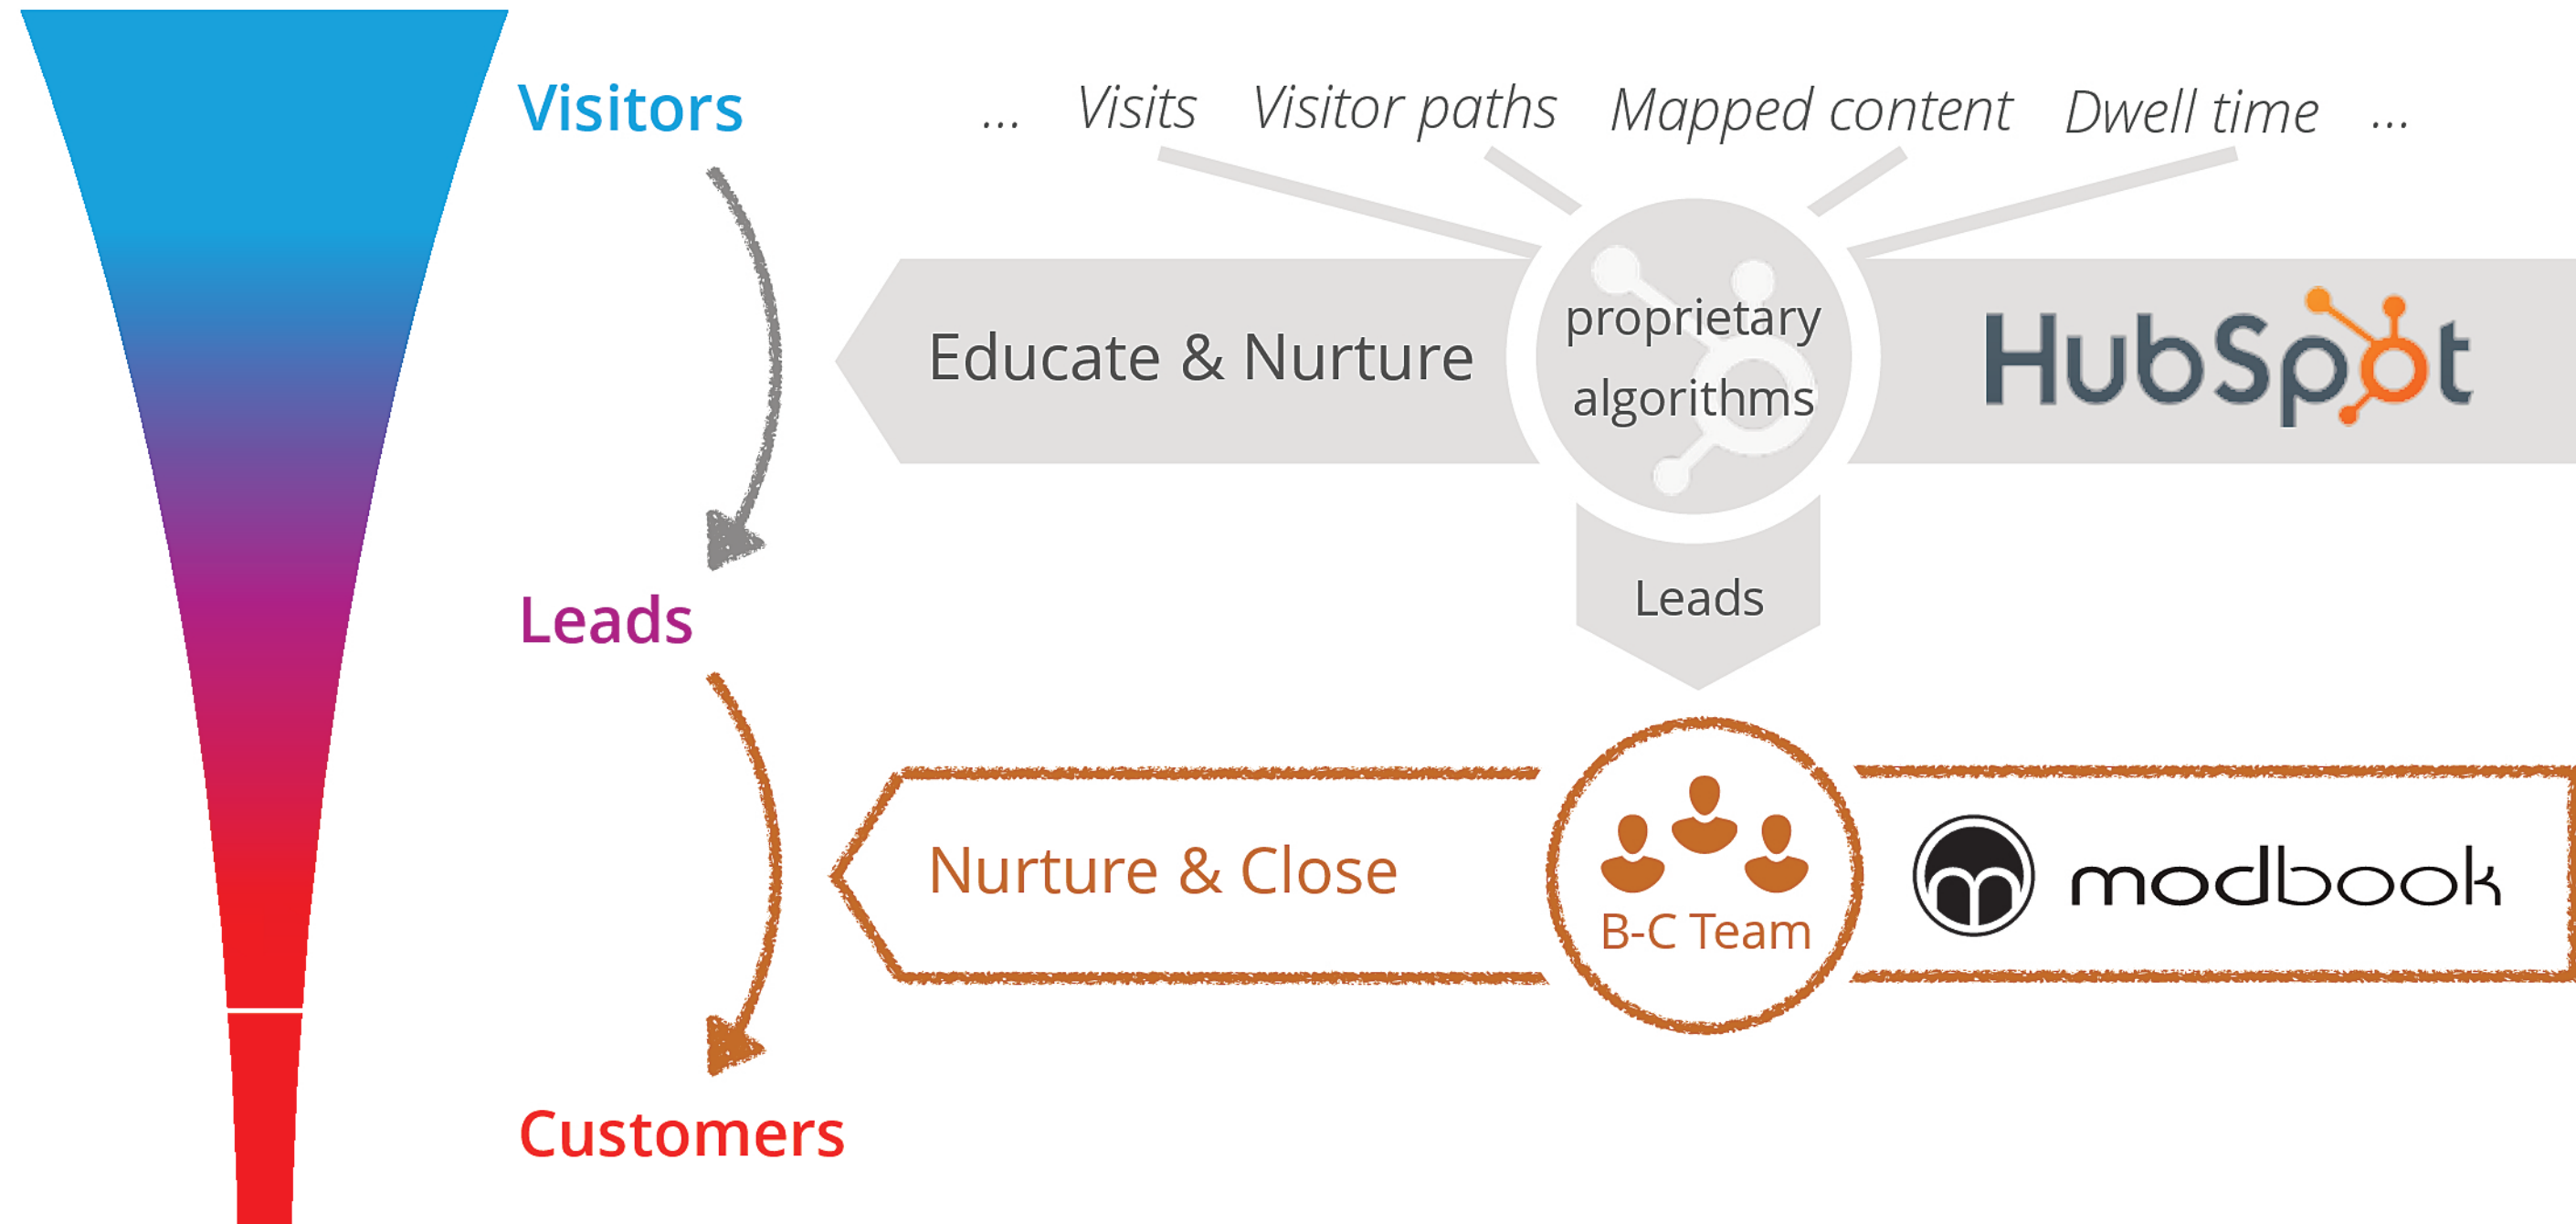 Visitors
... Visits Visitor paths Mapped content Dwell time ...
Educate & Nurture
proprietary
algorithms
HubSpot
Leads
Leads
Nurture & Close
B-C Team
modbook
Customers